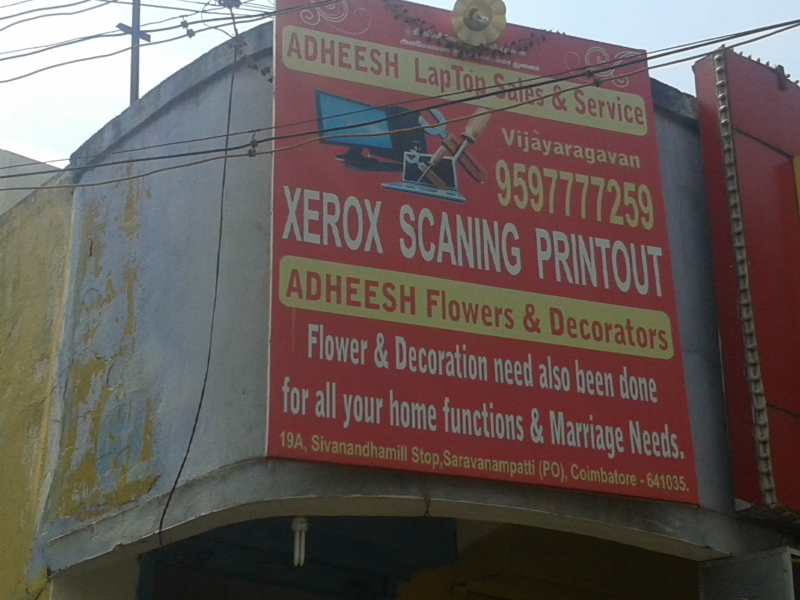 ADHEESH LapTop Sales & Service
Vijayaragavan
9597777259
XEROX SCANING PRINTOUT
ADHEESH Flowers & Decorators
Flower & Decoration need also been done
for all your home functions & Marriage Needs.
19A, Sivanandhamill Stop,Saravanampatti (PO), Coimbatore - 641035.